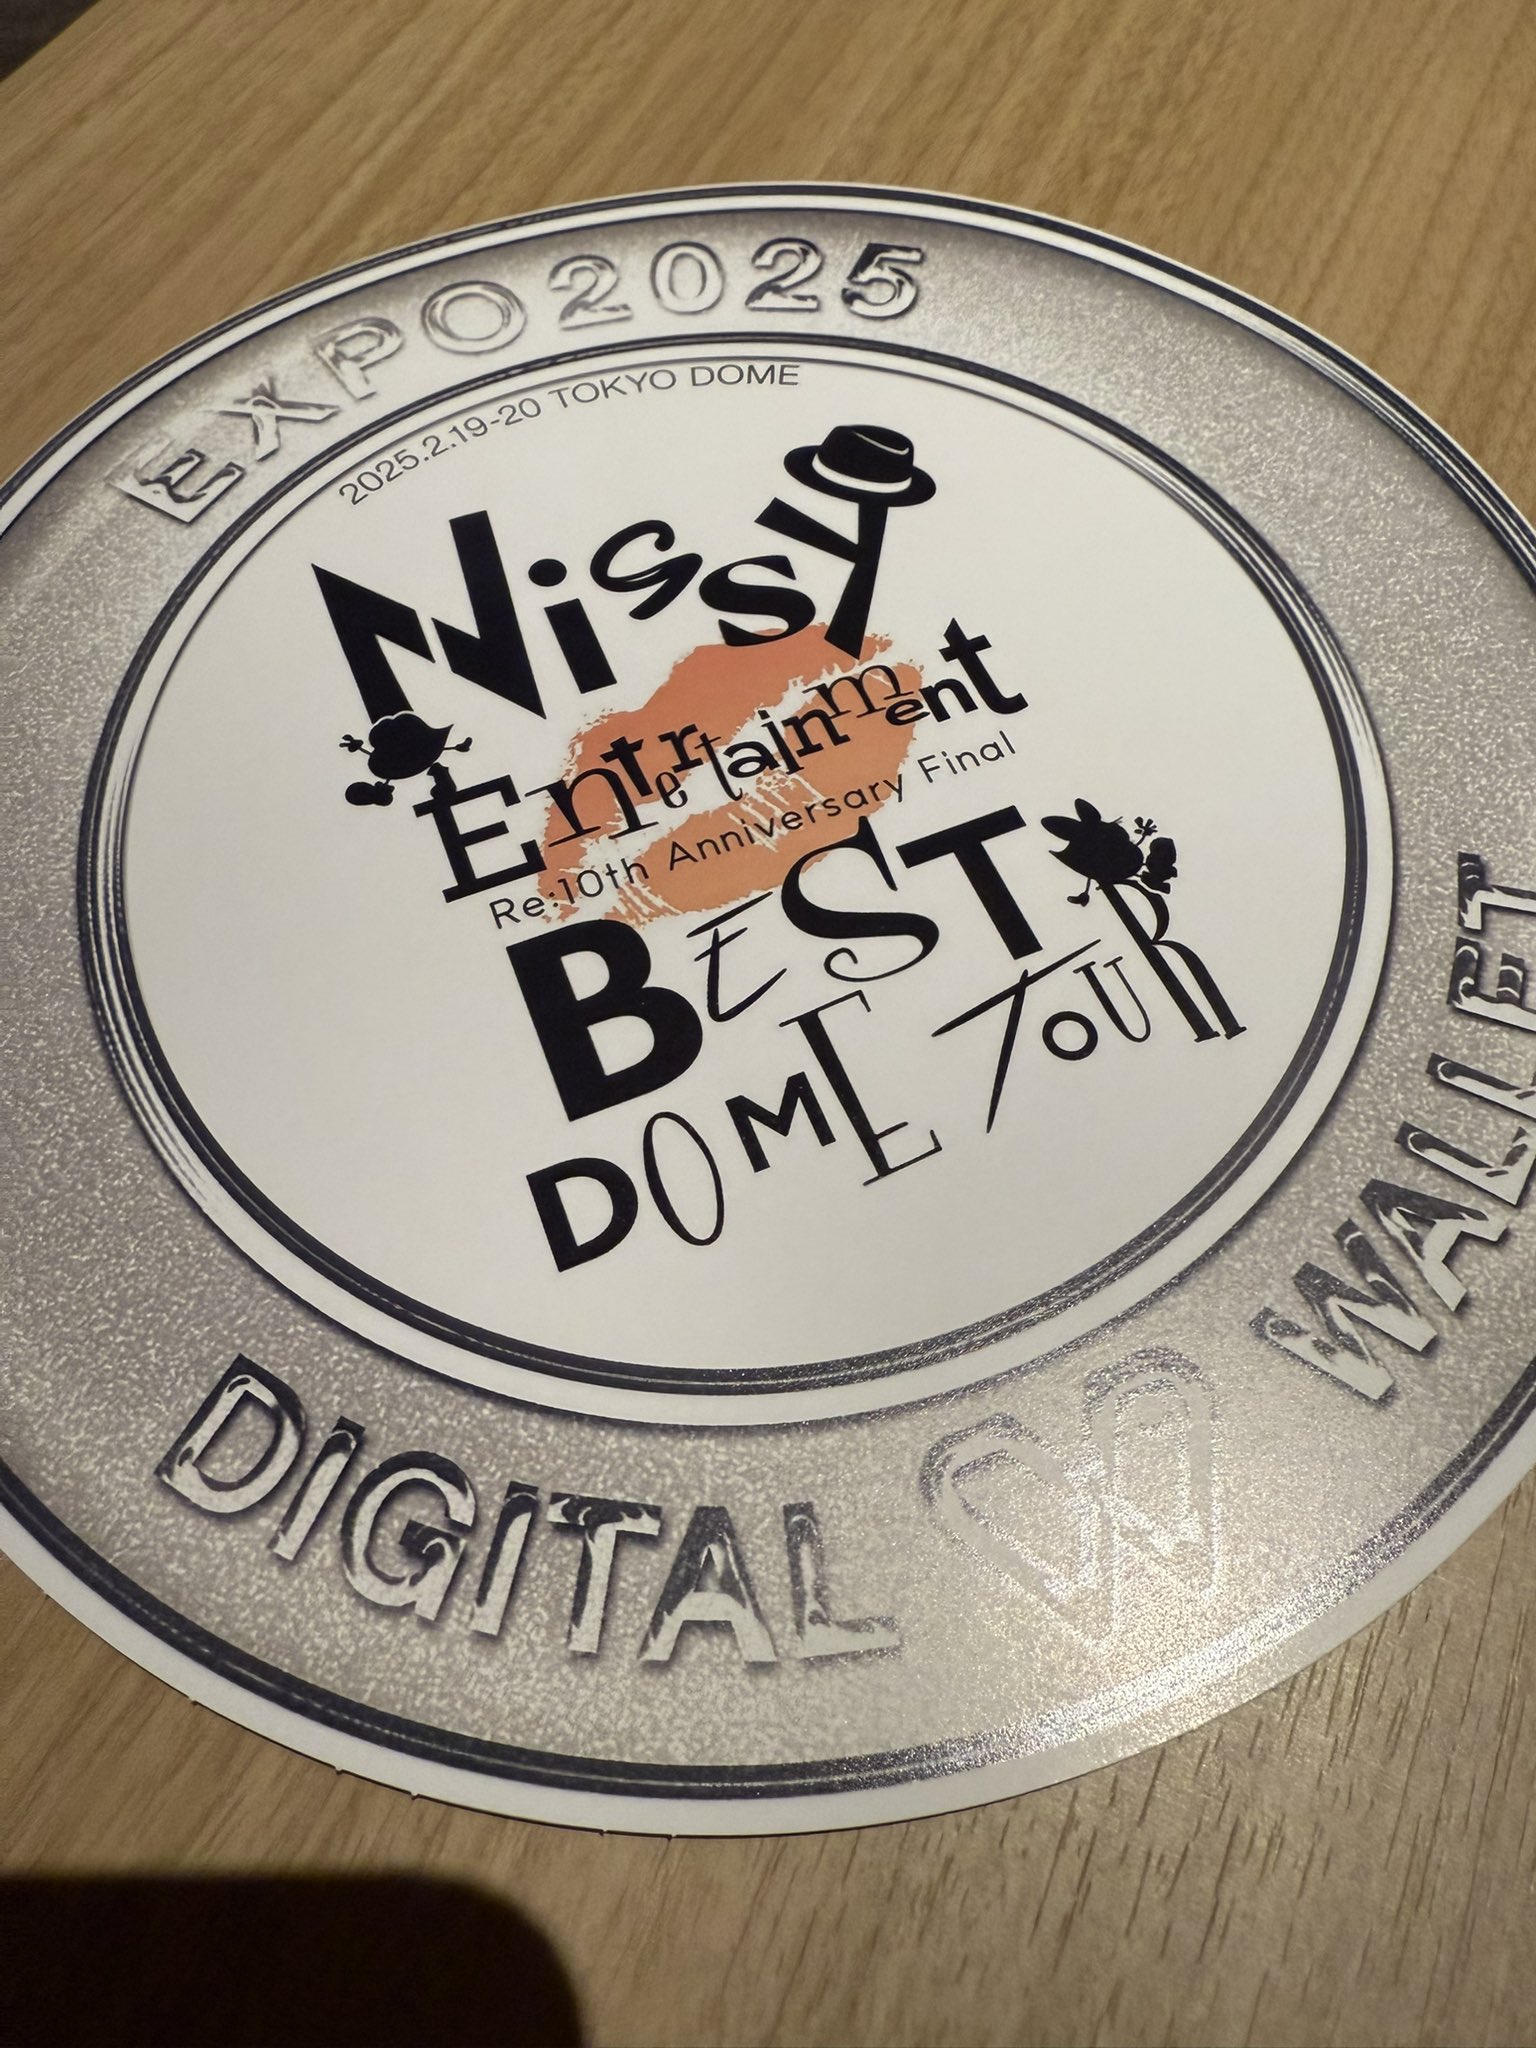 EXPO2025
2025.2.19-20 TOKYO DOME
Nissy
Entertainment
Re:10th Anniversary Final
BEST
DOME TOUR
DIGITAL WALLET